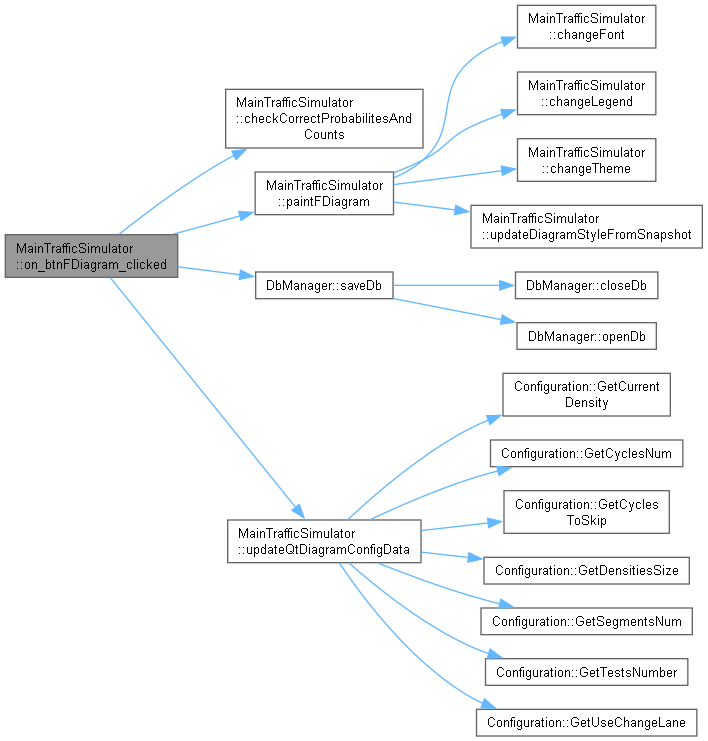 MainTrafficSimulator
::on_btnFDiagram_clicked
MainTrafficSimulator
::checkCorrectProbabilitesAnd
Counts
MainTrafficSimulator
::paintFDiagram
MainTrafficSimulator
::changeFont
MainTrafficSimulator
::changeLegend
MainTrafficSimulator
::changeTheme
MainTrafficSimulator
::updateDiagramStyleFromSnapshot
DbManager::saveDb
DbManager::closeDb
DbManager::openDb
MainTrafficSimulator
::updateQtDiagramConfigData
Configuration::GetCurrent
Density
Configuration::GetCyclesNum
Configuration::GetCycles
ToSkip
Configuration::GetDensitiesSize
Configuration::GetSegmentsNum
Configuration::GetTestsNumber
Configuration::GetUseChangeLane